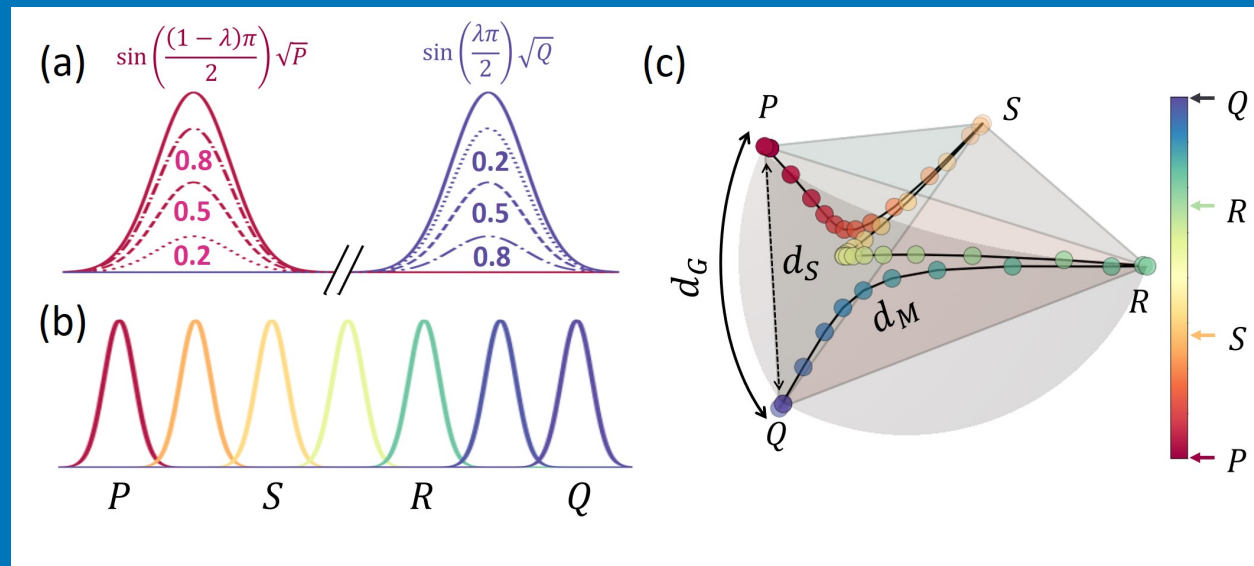 (a)
sin((1 − λ)π / 2) √P
sin(λπ / 2) √Q
0.8
0.5
0.2
0.2
0.5
0.8
(b)
P S R Q
(c)
P
S
R
Q
d_G
d_S
d_M
Q
R
S
P